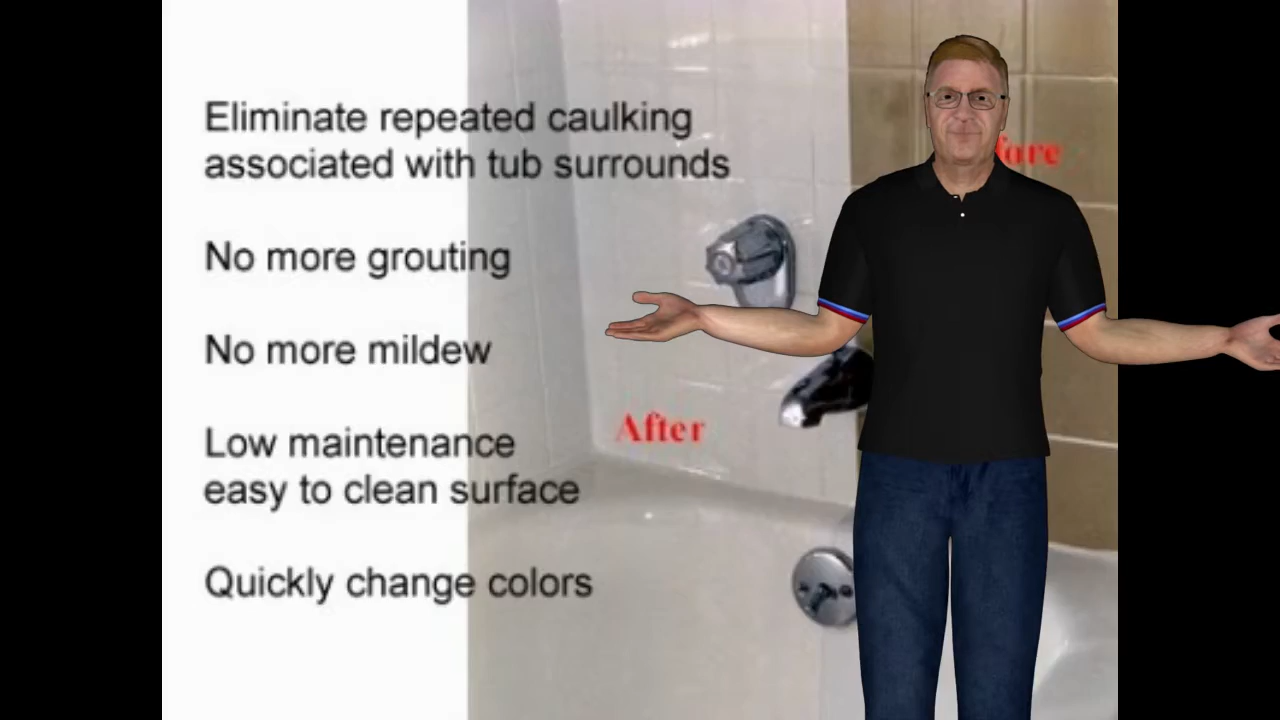 Eliminate repeated caulking
associated with tub surrounds
No more grouting
No more mildew
Low maintenance
easy to clean surface
Quickly change colors
After